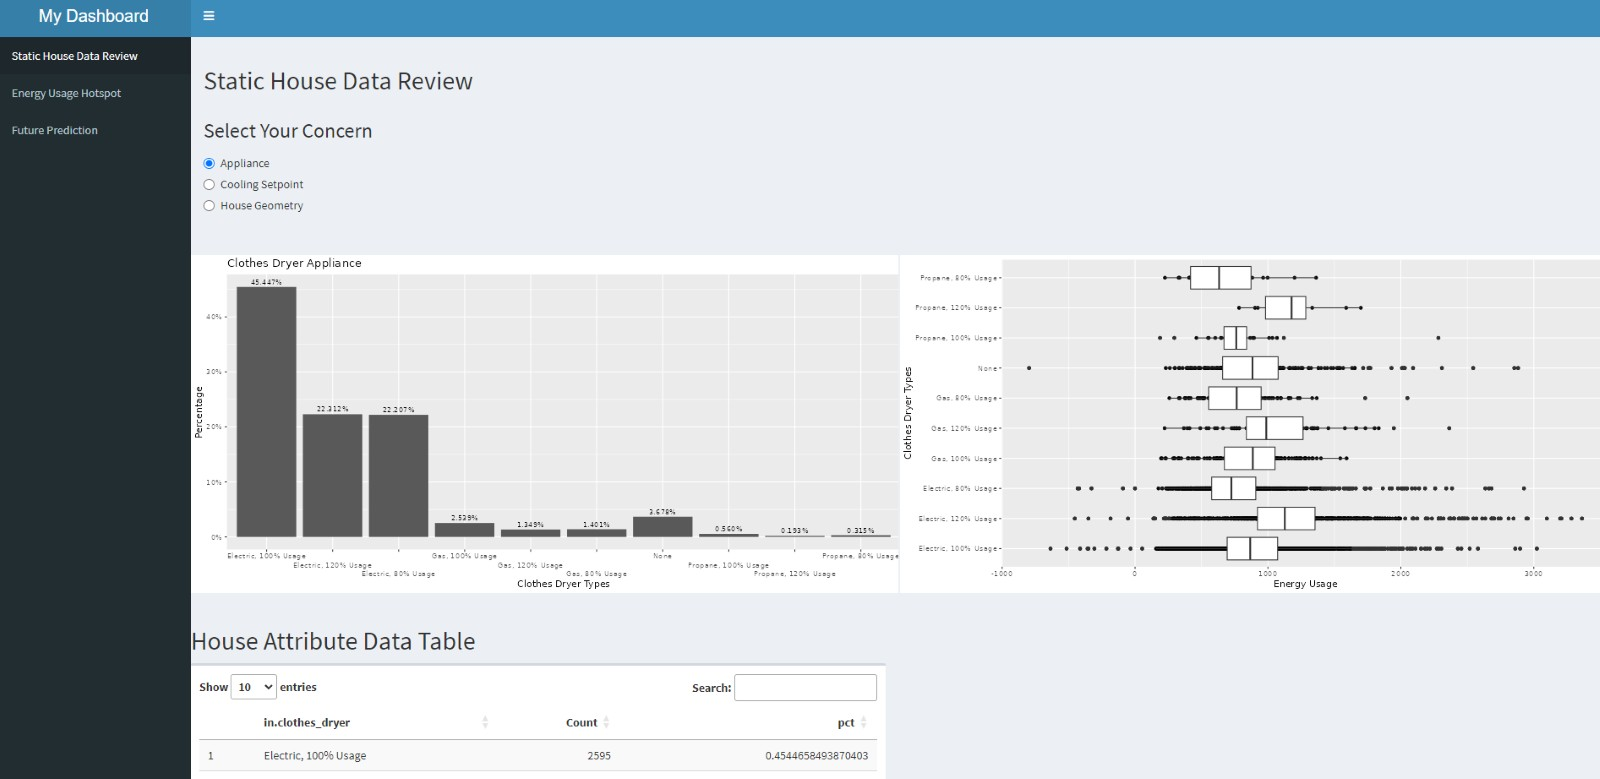 My Dashboard
Static House Data Review
Energy Usage Hotspot
Future Prediction
Static House Data Review
Select Your Concern
Appliance
Cooling Setpoint
House Geometry
Clothes Dryer Appliance
45.447%
22.312%
22.207%
2.539%
1.349%
1.401%
3.678%
0.560%
0.193%
0.315%
40%
30%
20%
10%
0%
Percentage
Electric, 100% Usage
Electric, 120% Usage
Electric, 80% Usage
Gas, 100% Usage
Gas, 120% Usage
Gas, 80% Usage
None
Propane, 100% Usage
Propane, 120% Usage
Propane, 80% Usage
Clothes Dryer Types
Clothes Dryer Types
Propane, 80% Usage
Propane, 120% Usage
Propane, 100% Usage
None
Gas, 80% Usage
Gas, 120% Usage
Gas, 100% Usage
Electric, 80% Usage
Electric, 120% Usage
Electric, 100% Usage
-1000 0 1000 2000 3000
Energy Usage
House Attribute Data Table
Show 10 entries Search:
in.clothes_dryer Count pct
1 Electric, 100% Usage 2595 0.4544658493870403